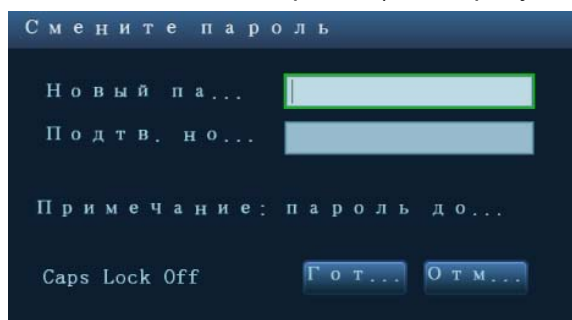 Смените пароль
Новый па...
Подтв. но...
Примечание: пароль до...
Caps Lock Off Гот... Отм...